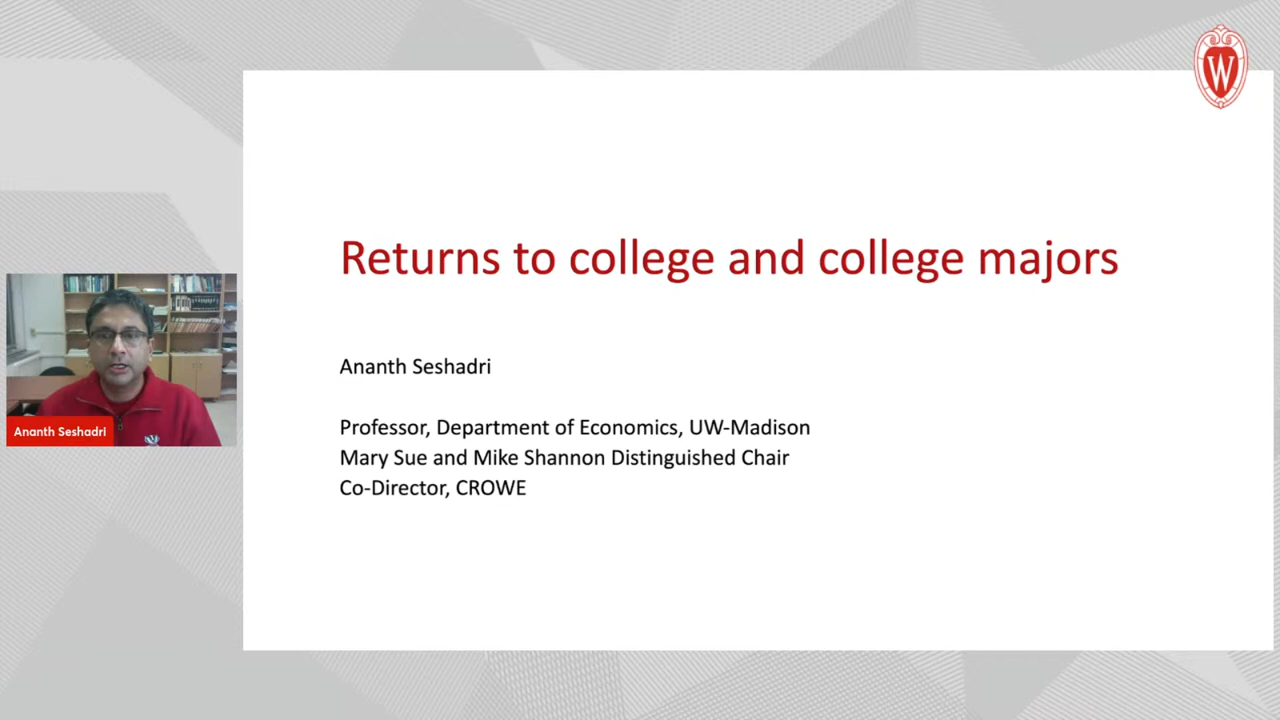 W
Returns to college and college majors
Ananth Seshadri
Professor, Department of Economics, UW-Madison
Mary Sue and Mike Shannon Distinguished Chair
Co-Director, CROWE
Ananth Seshadri